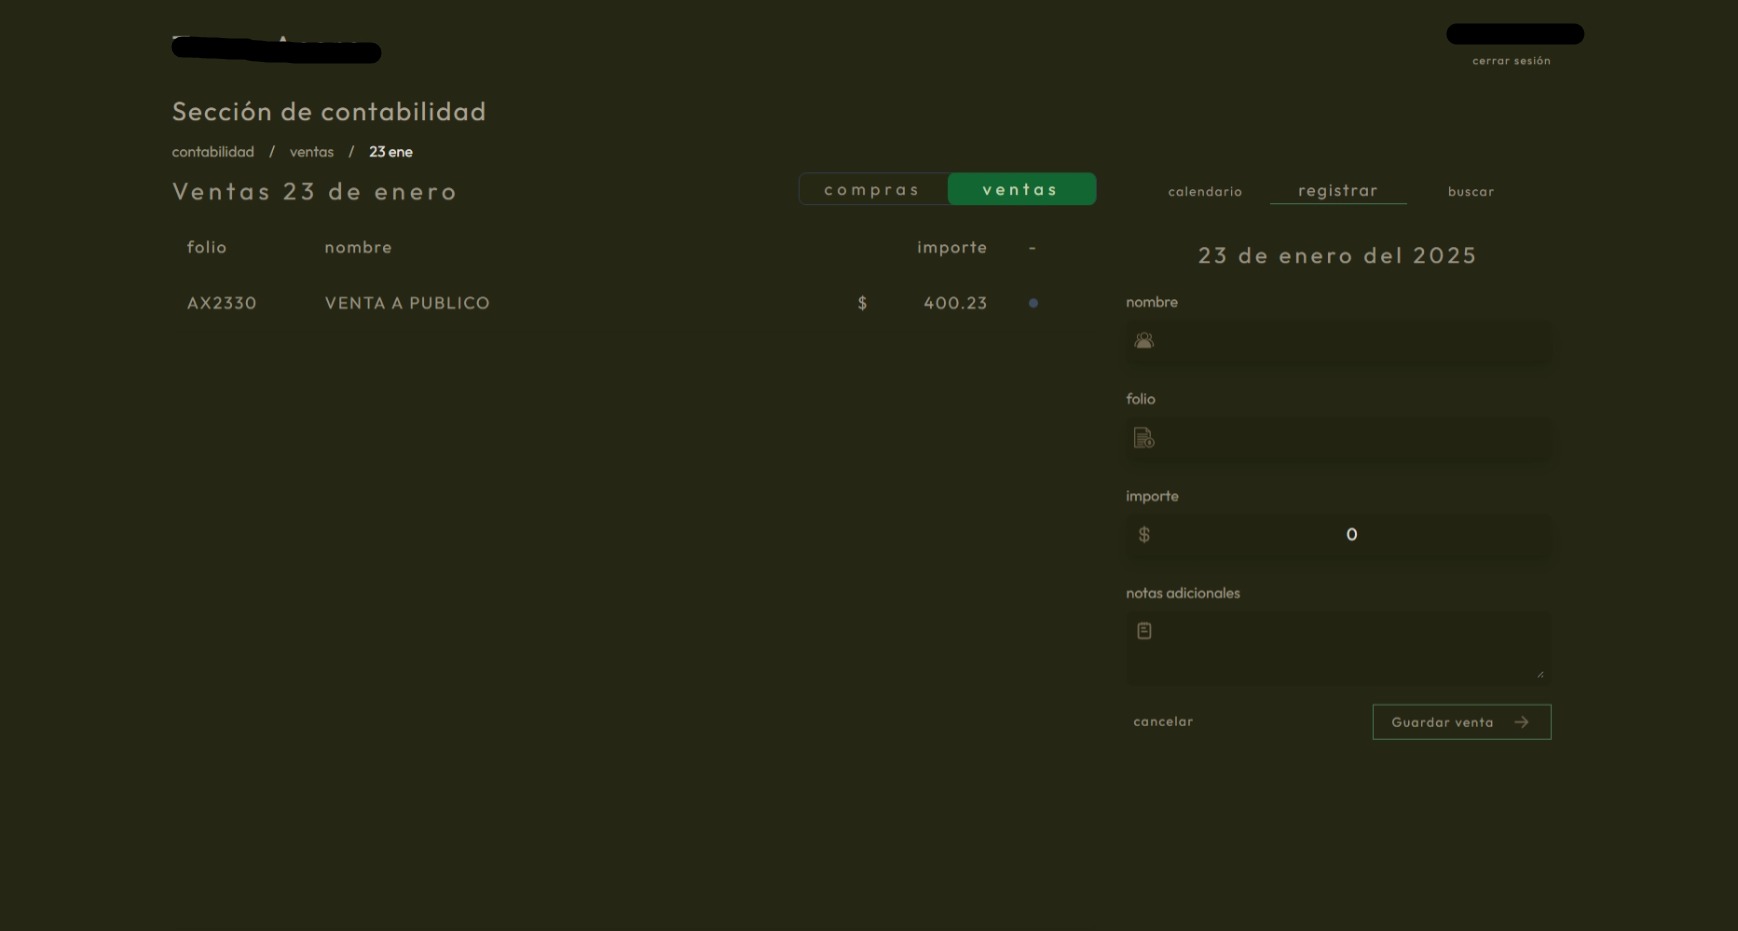 cerrar sesión
Sección de contabilidad
contabilidad / ventas / 23 ene
Ventas 23 de enero
compras ventas
folio nombre importe -
AX2330 VENTA A PUBLICO $ 400.23
calendario registrar buscar
23 de enero del 2025
nombre
folio
importe
$ 0
notas adicionales
cancelar
Guardar venta →